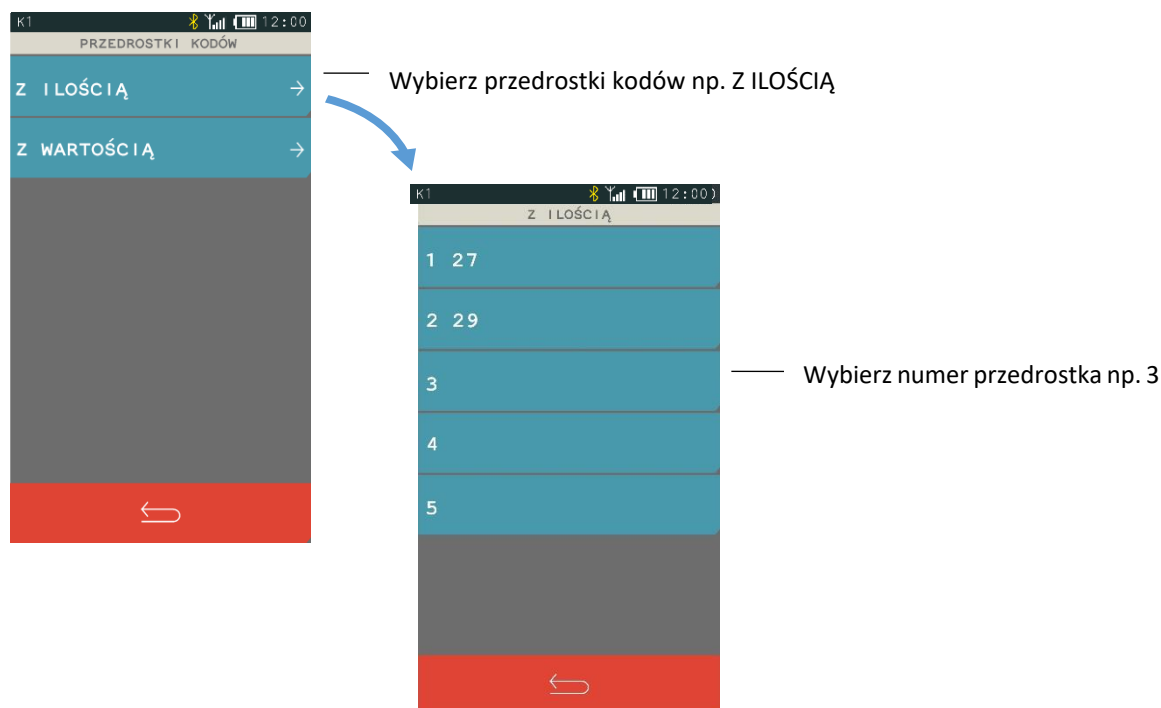 K1 12:00
PRZEDROSTKI KODÓW
Z ILOŚCIĄ →
Z WARTOŚCIĄ →
Wybierz przedrostki kodów np. Z ILOŚCIĄ
K1 12:00)
Z ILOŚCIĄ
1 27
2 29
3
4
5
Wybierz numer przedrostka np. 3